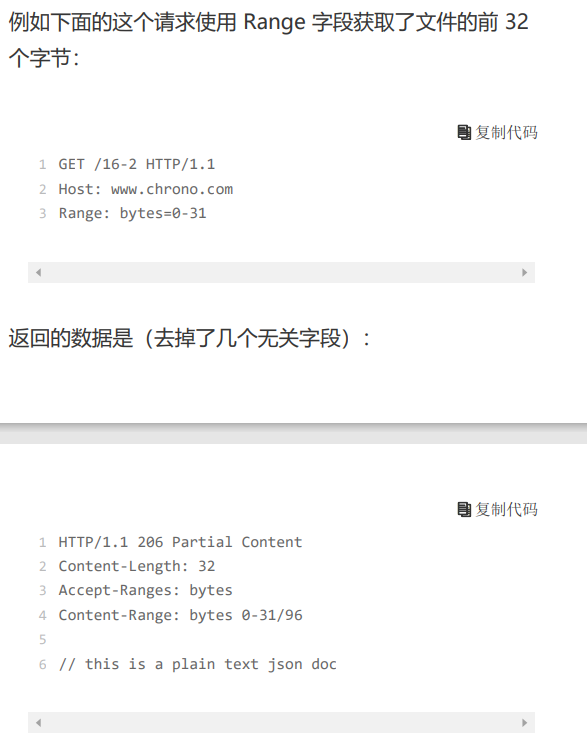 例如下面的这个请求使用 Range 字段获取了文件的前 32
个字节：
复制代码
1 GET /16-2 HTTP/1.1
2 Host: www.chrono.com
3 Range: bytes=0-31
返回的数据是（去掉了几个无关字段）：
复制代码
1 HTTP/1.1 206 Partial Content
2 Content-Length: 32
3 Accept-Ranges: bytes
4 Content-Range: bytes 0-31/96
5
6 // this is a plain text json doc